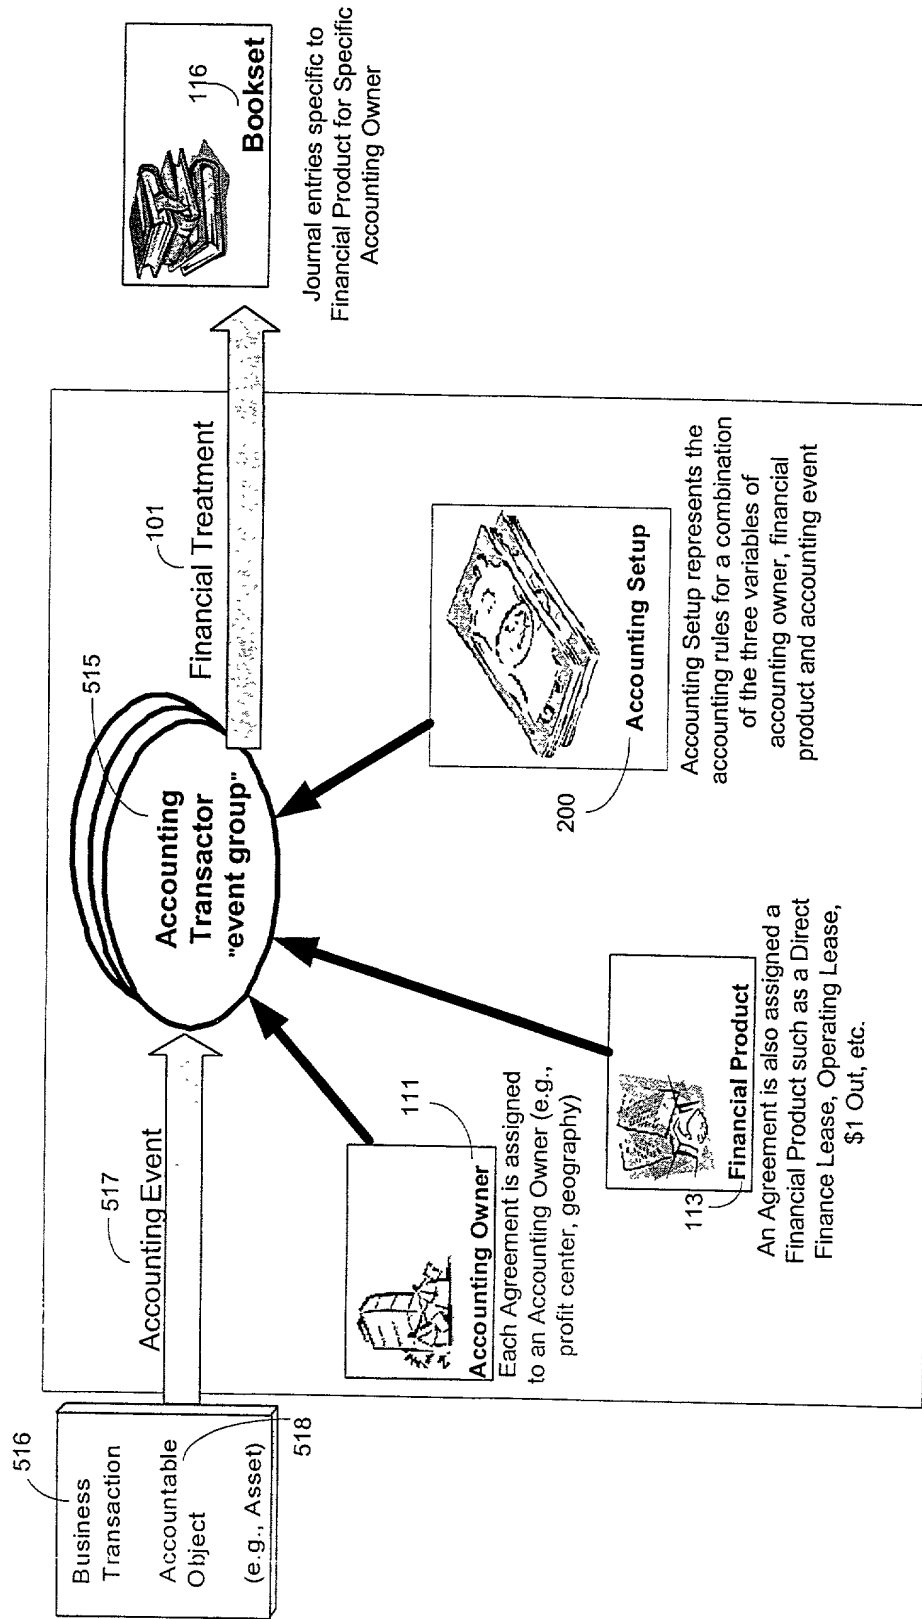 516
Business
Transaction
Accountable
Object
(e.g., Asset)
518
517
Accounting Event
515
Accounting
Transactor
"event group"
101
Financial Treatment
116
Bookset
Journal entries specific to
Financial Product for Specific
Accounting Owner
111
Accounting Owner
Each Agreement is assigned
to an Accounting Owner (e.g.,
profit center, geography)
113
Financial Product
An Agreement is also assigned a
Financial Product such as a Direct
Finance Lease, Operating Lease,
$1 Out, etc.
200
Accounting Setup
Accounting Setup represents the
accounting rules for a combination
of the three variables of
accounting owner, financial
product and accounting event